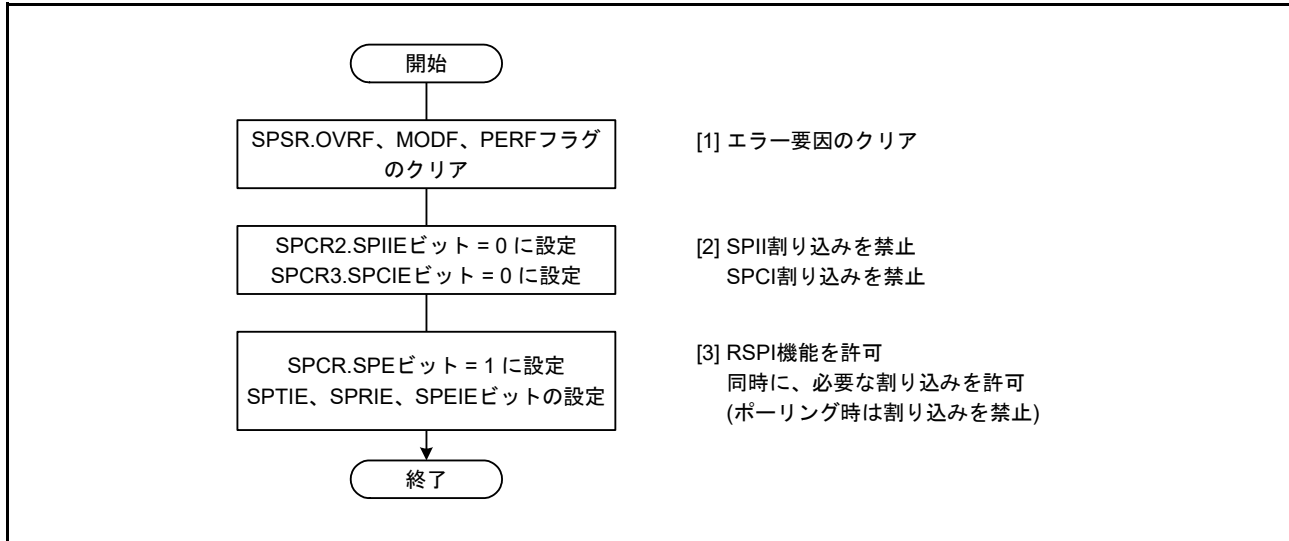 開始
SPSR.OVRF、MODF、PERFフラグ
のクリア
[1] エラー要因のクリア
SPCR2.SPIIEビット = 0 に設定
SPCR3.SPCIEビット = 0 に設定
[2] SPII割り込みを禁止
SPCI割り込みを禁止
SPCR.SPEビット = 1 に設定
SPTIE、SPRIE、SPEIEビットの設定
[3] RSPI機能を許可
同時に、必要な割り込みを許可
(ポーリング時は割り込みを禁止)
終了